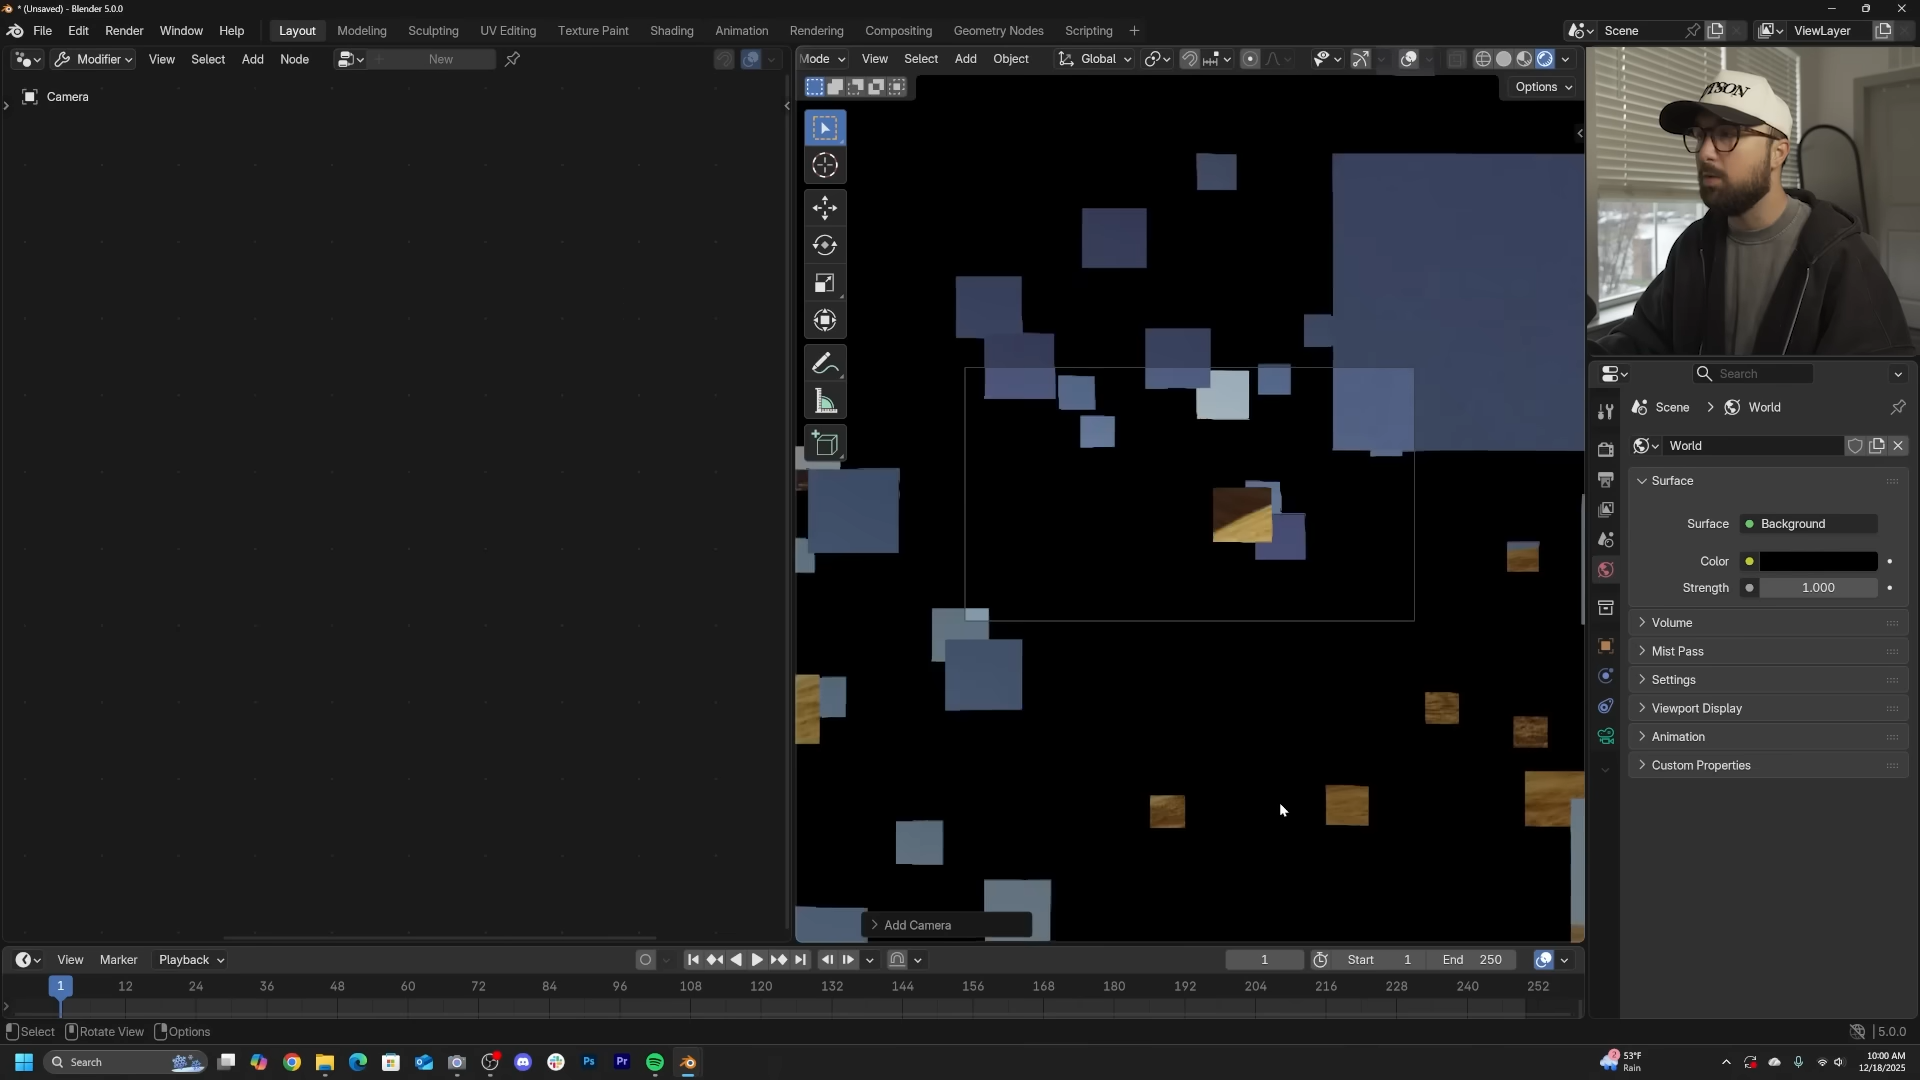 * (Unsaved) - Blender 5.0.0
File Edit Render Window Help Layout Modeling Sculpting UV Editing Texture Paint Shading Animation Rendering Compositing Geometry Nodes Scripting Scene ViewLayer
Modifier View Select Add Node New
Mode View Select Add Object Global
Options
Camera
Search
Scene World
World
Surface
Surface Background
Color
Strength 1.000
Volume
Mist Pass
Settings
Viewport Display
Animation
Custom Properties
Add Camera
View Marker Playback 1 Start 1 End 250
1 12 24 36 48 60 72 84 96 108 120 132 144 156 168 180 192 204 216 228 240 252
Select Rotate View Options 5.0.0
Search
53°F
Rain
10:00 AM
12/18/2025